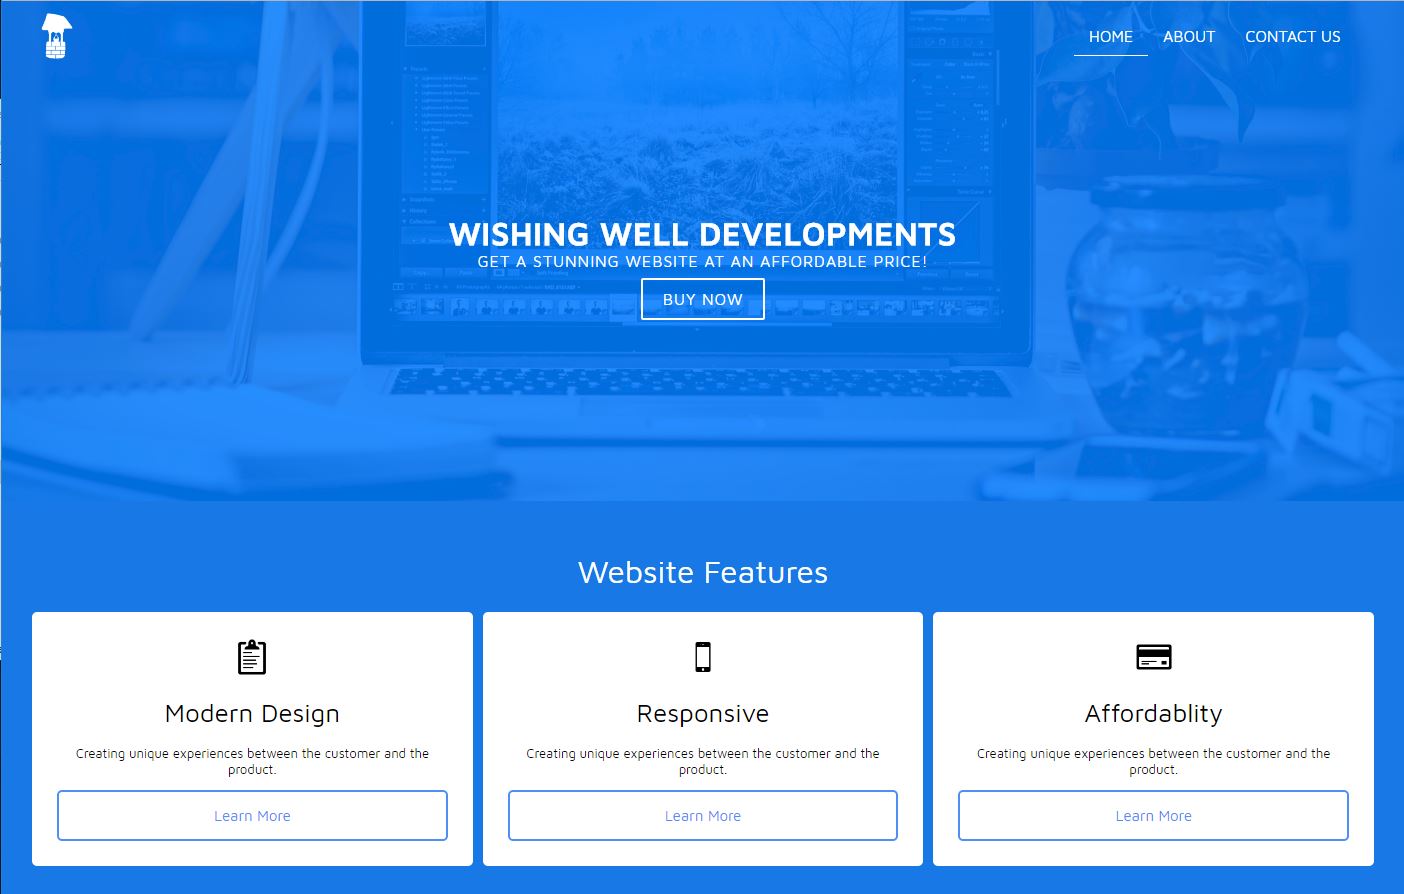 HOME ABOUT CONTACT US
WISHING WELL DEVELOPMENTS
GET A STUNNING WEBSITE AT AN AFFORDABLE PRICE!
BUY NOW
Website Features
Modern Design
Creating unique experiences between the customer and the
product.
Learn More
Responsive
Creating unique experiences between the customer and the
product.
Learn More
Affordablity
Creating unique experiences between the customer and the
product.
Learn More